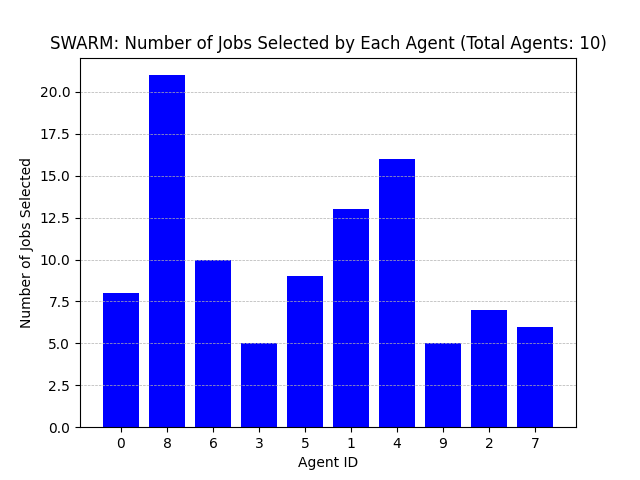 SWARM: Number of Jobs Selected by Each Agent (Total Agents: 10)
Number of Jobs Selected
20.0
17.5
15.0
12.5
10.0
7.5
5.0
2.5
0.0
0 8 6 3 5 1 4 9 2 7
Agent ID